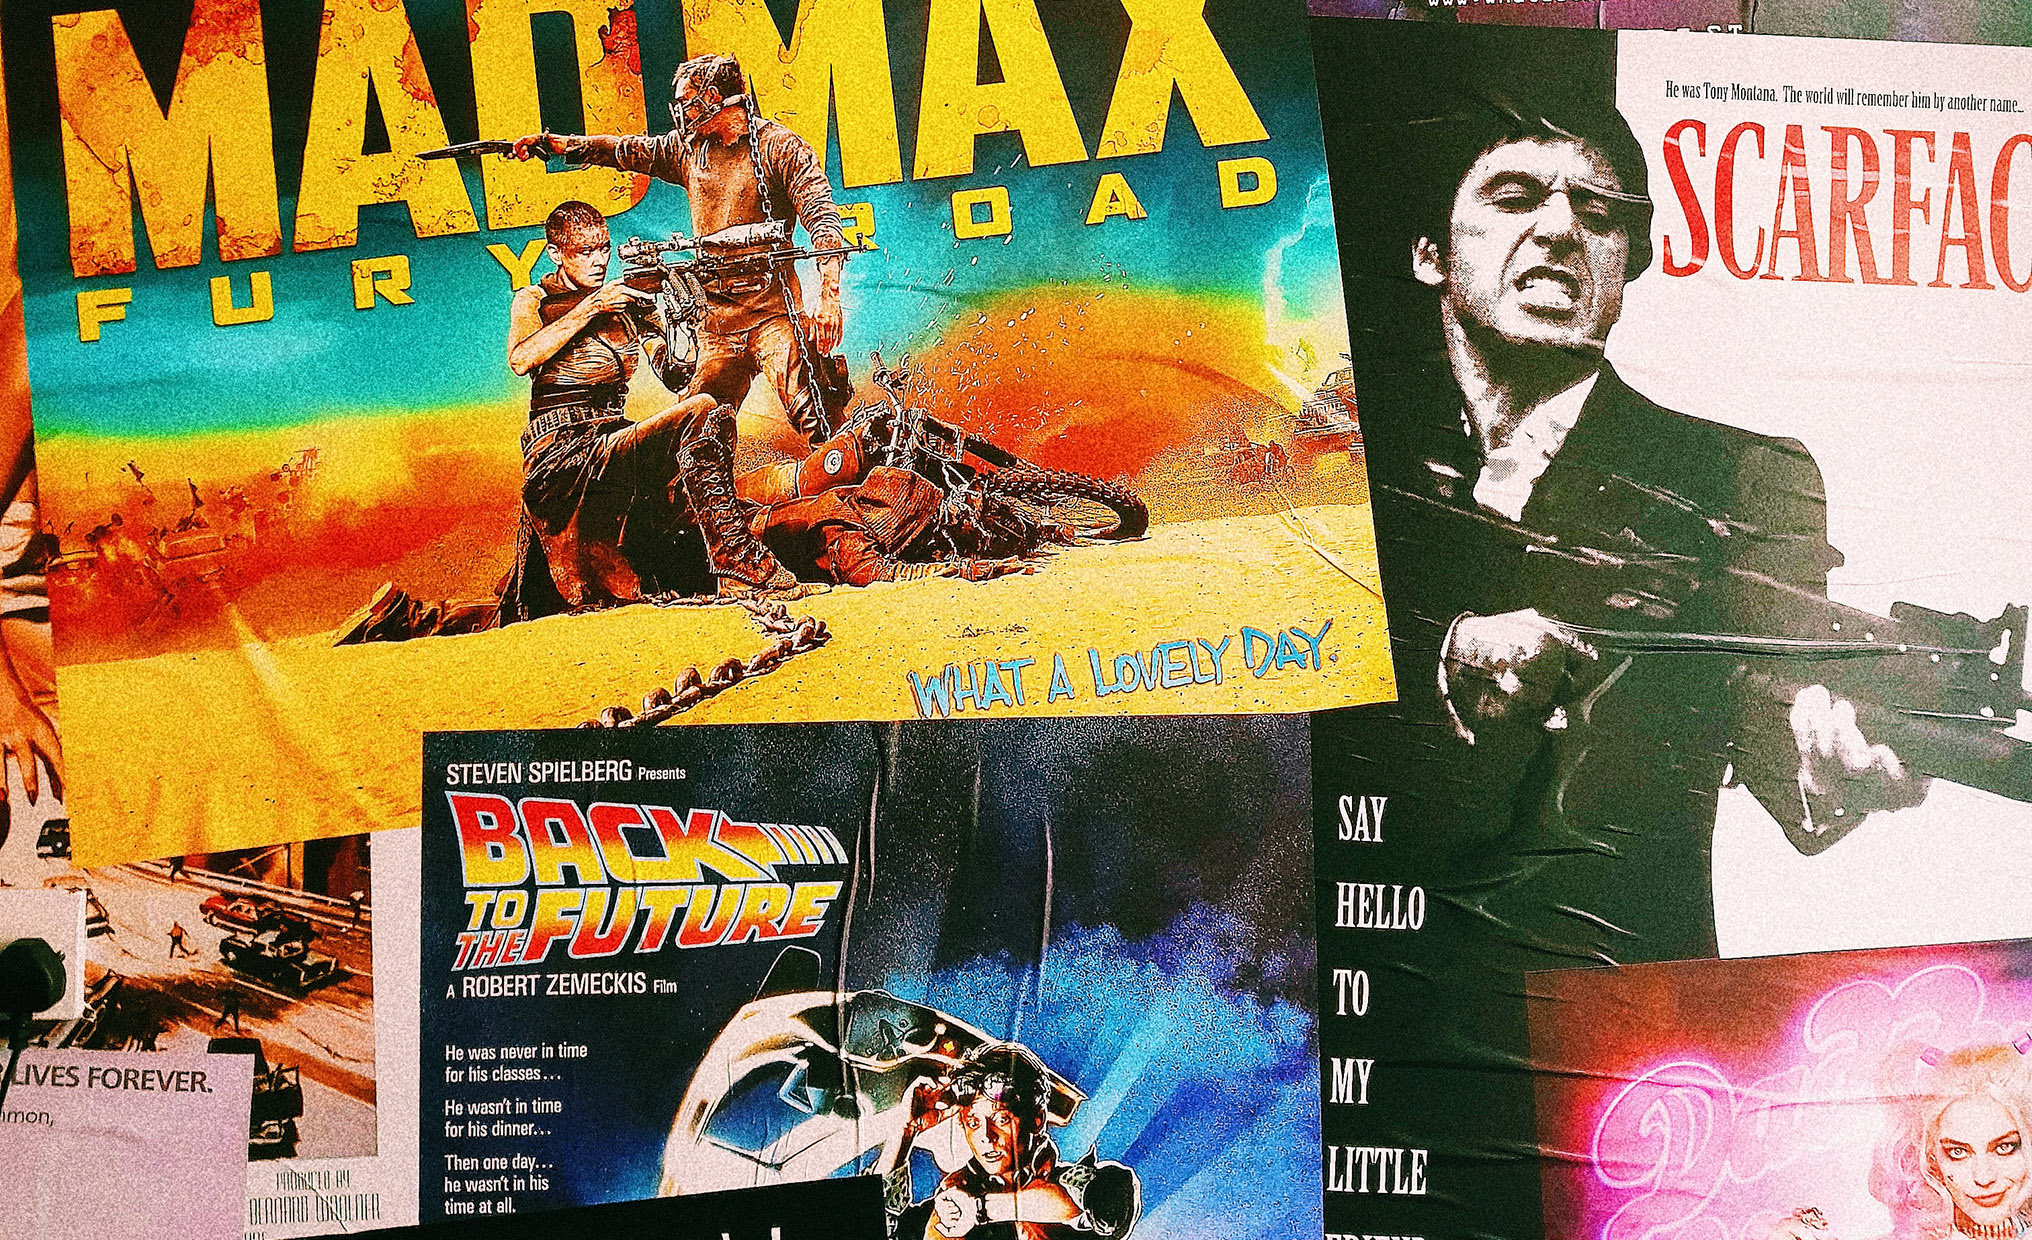 MAD MAX
FURY ROAD
WHAT A LOVELY DAY.
He was Tony Montana. The world will remember him by another name...
SCARFAC
SAY
HELLO
TO
MY
LITTLE
FRIEND
STEVEN SPIELBERG Presents
BACK
TO THE FUTURE
A ROBERT ZEMECKIS Film
He was never in time
for his classes...
He wasn't in time
for his dinner...
Then one day...
he wasn't in his
time at all.
LIVES FOREVER.
PRODUCED BY